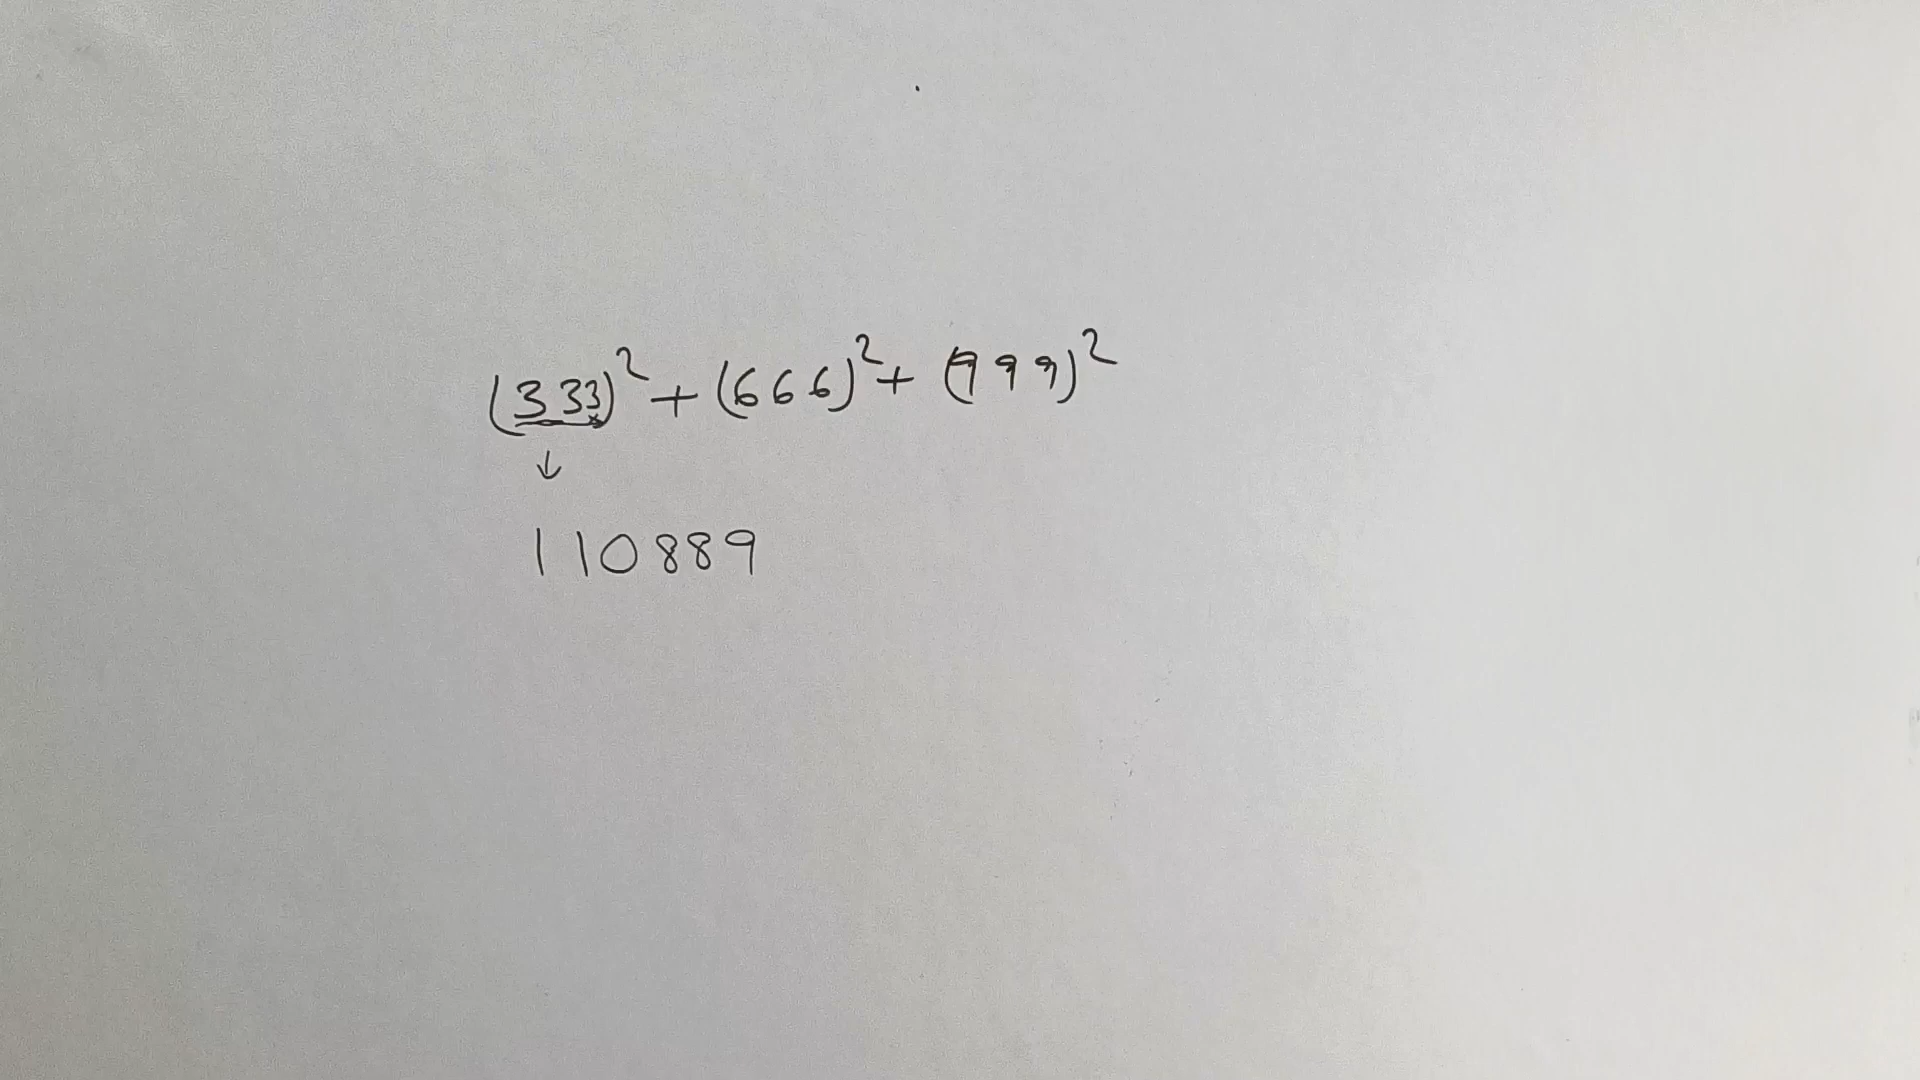 (333)² + (666)² + (999)²
↓
110889